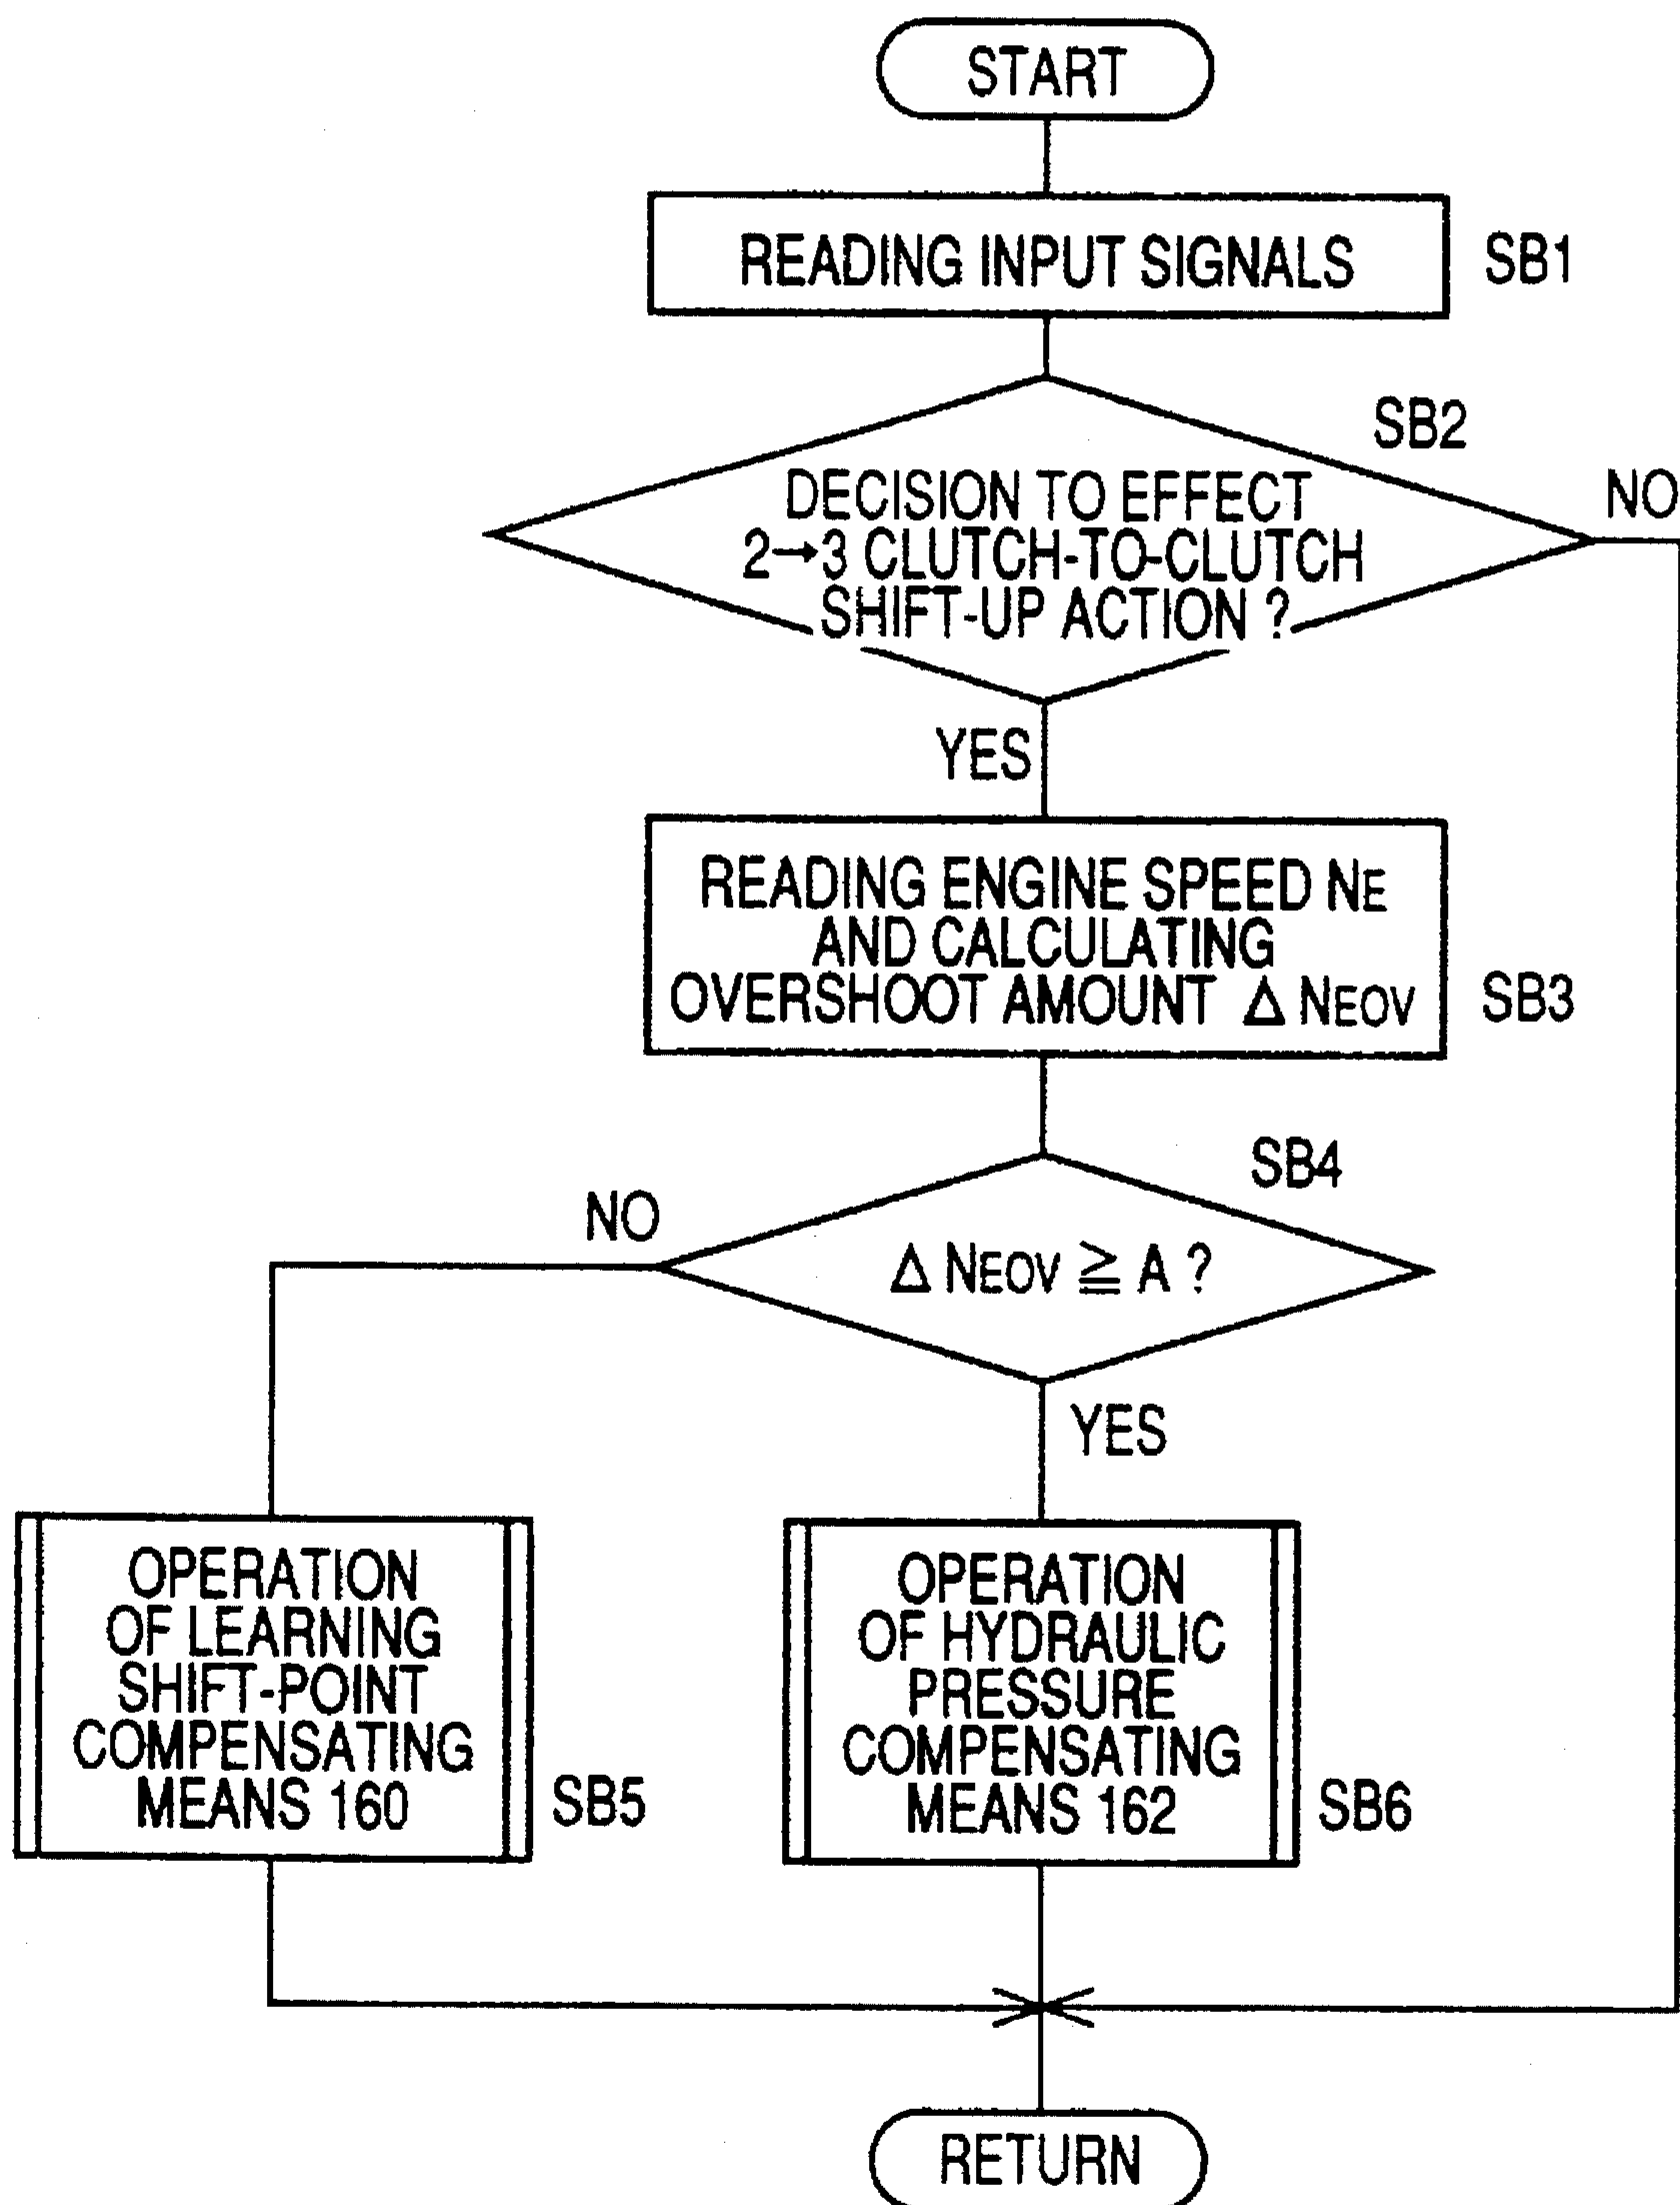 START
READING INPUT SIGNALS
SB1
SB2
DECISION TO EFFECT
2→3 CLUTCH-TO-CLUTCH
SHIFT-UP ACTION ?
NO
YES
READING ENGINE SPEED NE
AND CALCULATING
OVERSHOOT AMOUNT Δ NEOV
SB3
SB4
NO
Δ NEOV ≧ A ?
YES
OPERATION
OF LEARNING
SHIFT-POINT
COMPENSATING
MEANS 160
SB5
OPERATION
OF HYDRAULIC
PRESSURE
COMPENSATING
MEANS 162
SB6
RETURN